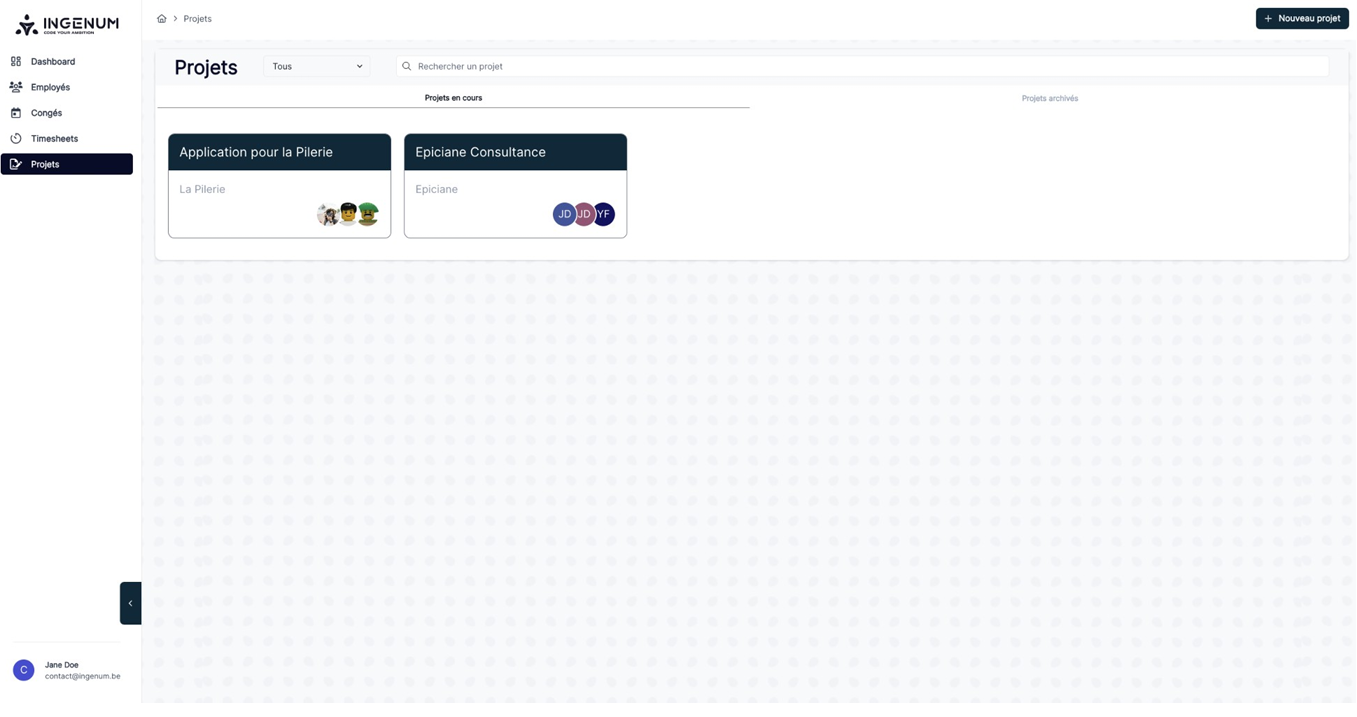 INGENUM
CODE YOUR AMBITION
Dashboard
Employés
Congés
Timesheets
Projets
Jane Doe
C
contact@ingenum.be
Projets
Nouveau projet
Projets
Tous
Rechercher un projet
Projets en cours
Projets archivés
Application pour la Pilerie
La Pilerie
Epiciane Consultance
Epiciane
JD
JD
YF